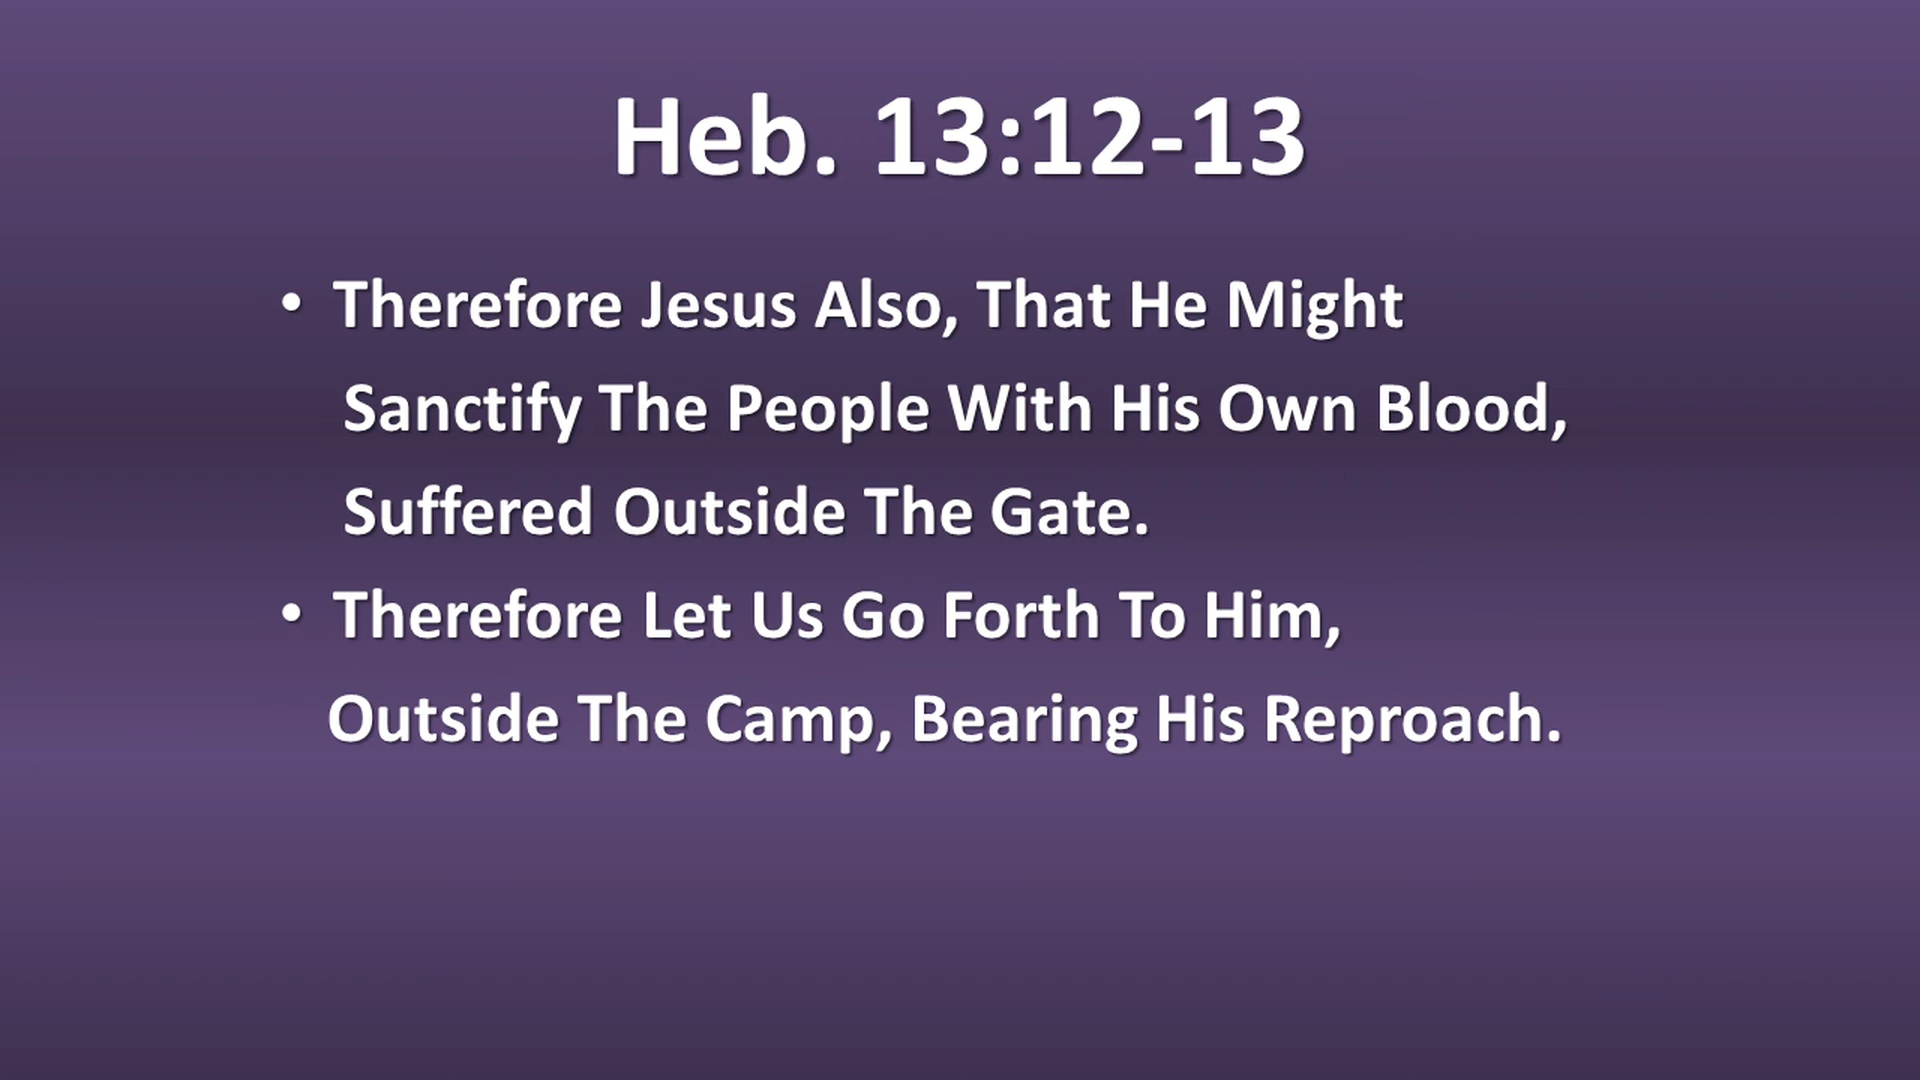 Heb. 13:12-13
• Therefore Jesus Also, That He Might
Sanctify The People With His Own Blood,
Suffered Outside The Gate.
• Therefore Let Us Go Forth To Him,
Outside The Camp, Bearing His Reproach.